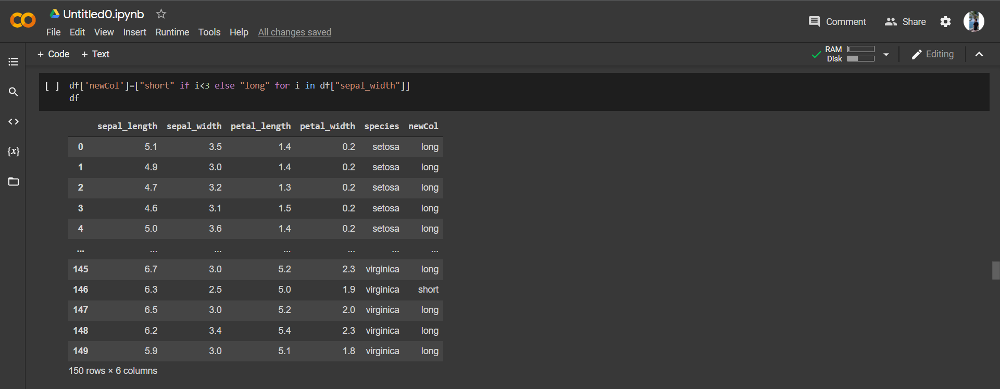 Untitled0.ipynb
File Edit View Insert Runtime Tools Help All changes saved
Comment Share
+ Code + Text
RAM
Disk
Editing
{x}
[ ] df['newCol']=["short" if i<3 else "long" for i in df["sepal_width"]]
df
sepal_length sepal_width petal_length petal_width species newCol
0 5.1 3.5 1.4 0.2 setosa long
1 4.9 3.0 1.4 0.2 setosa long
2 4.7 3.2 1.3 0.2 setosa long
3 4.6 3.1 1.5 0.2 setosa long
4 5.0 3.6 1.4 0.2 setosa long
... ... ... ... ... ... ...
145 6.7 3.0 5.2 2.3 virginica long
146 6.3 2.5 5.0 1.9 virginica short
147 6.5 3.0 5.2 2.0 virginica long
148 6.2 3.4 5.4 2.3 virginica long
149 5.9 3.0 5.1 1.8 virginica long
150 rows × 6 columns